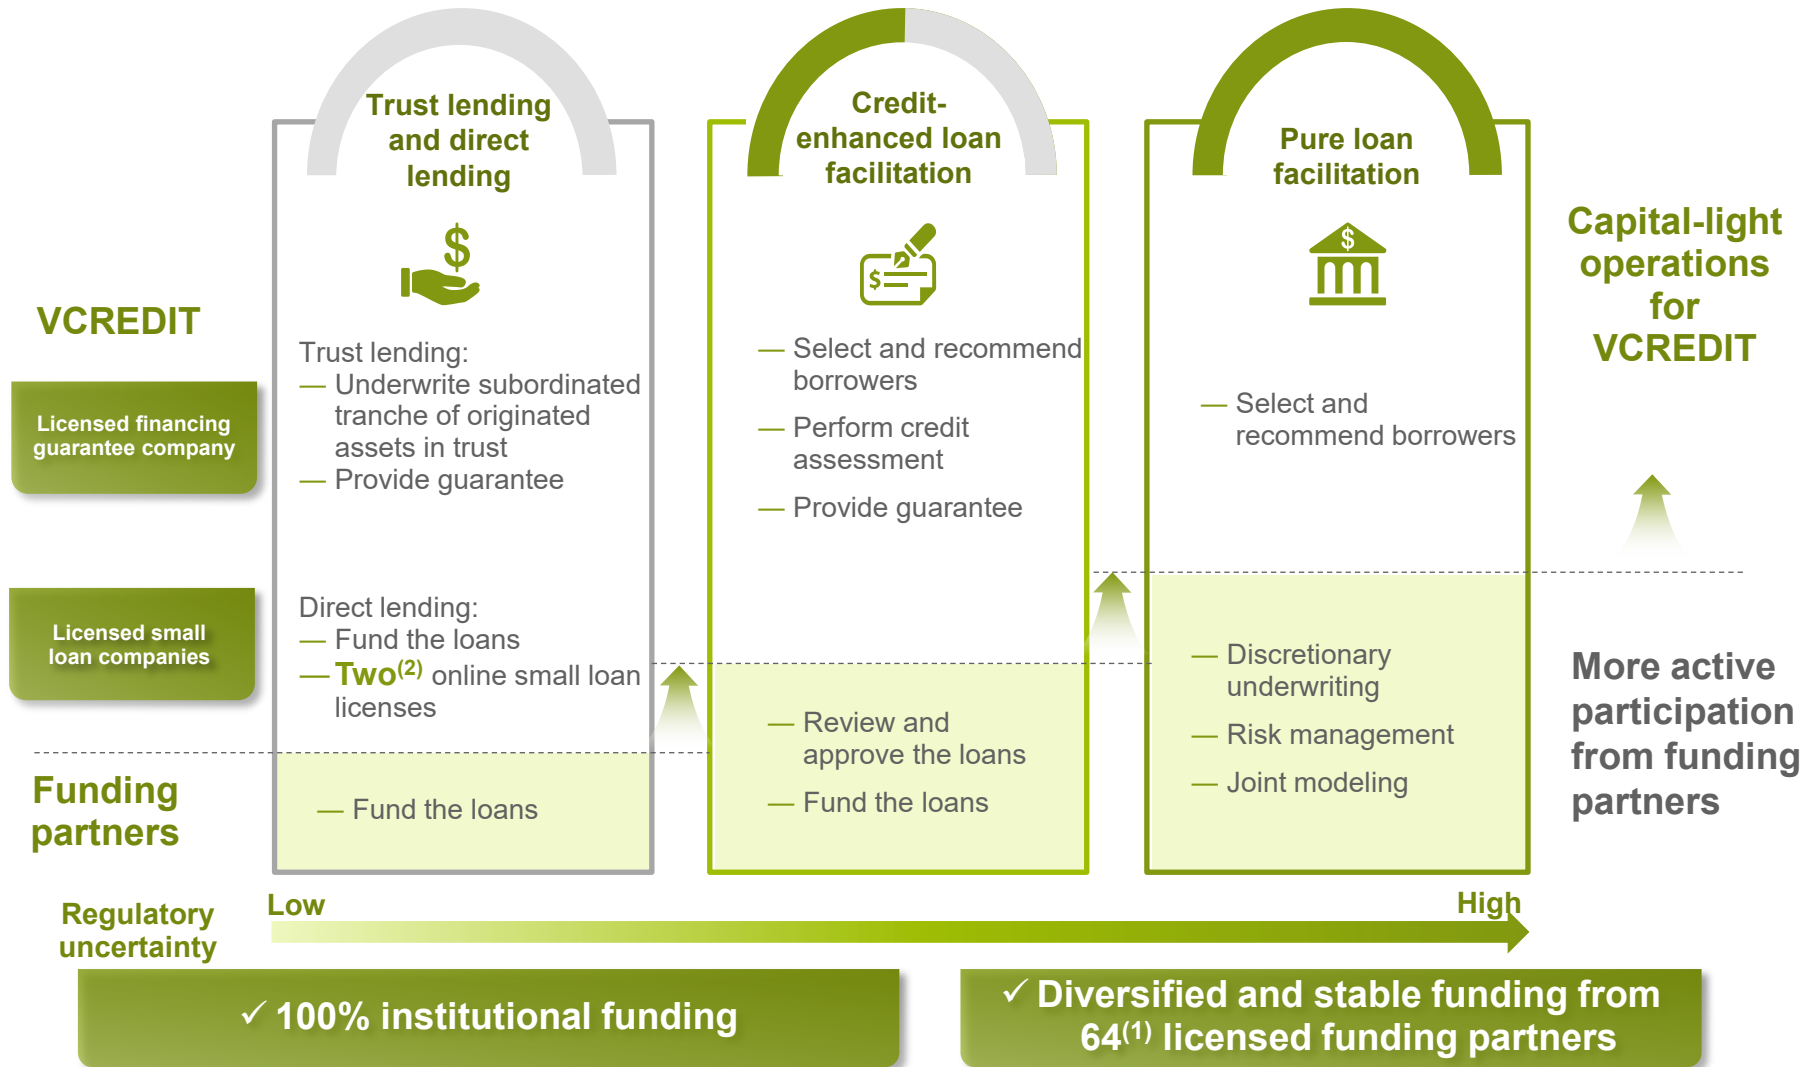 Trust lending
and direct
lending
Credit-
enhanced loan
facilitation
Pure loan
facilitation
$
$
$
VCREDIT
Licensed financing
guarantee company
Licensed small
loan companies
Funding
partners
Trust lending:
— Underwrite subordinated
tranche of originated
assets in trust
— Provide guarantee
Direct lending:
— Fund the loans
— Two(2) online small loan
licenses
— Fund the loans
— Select and recommend
borrowers
— Perform credit
assessment
— Provide guarantee
— Review and
approve the loans
— Fund the loans
— Select and
recommend borrowers
— Discretionary
underwriting
— Risk management
— Joint modeling
Capital-light
operations
for
VCREDIT
More active
participation
from funding
partners
Regulatory
uncertainty
Low
High
✓ 100% institutional funding
✓ Diversified and stable funding from
64(1) licensed funding partners